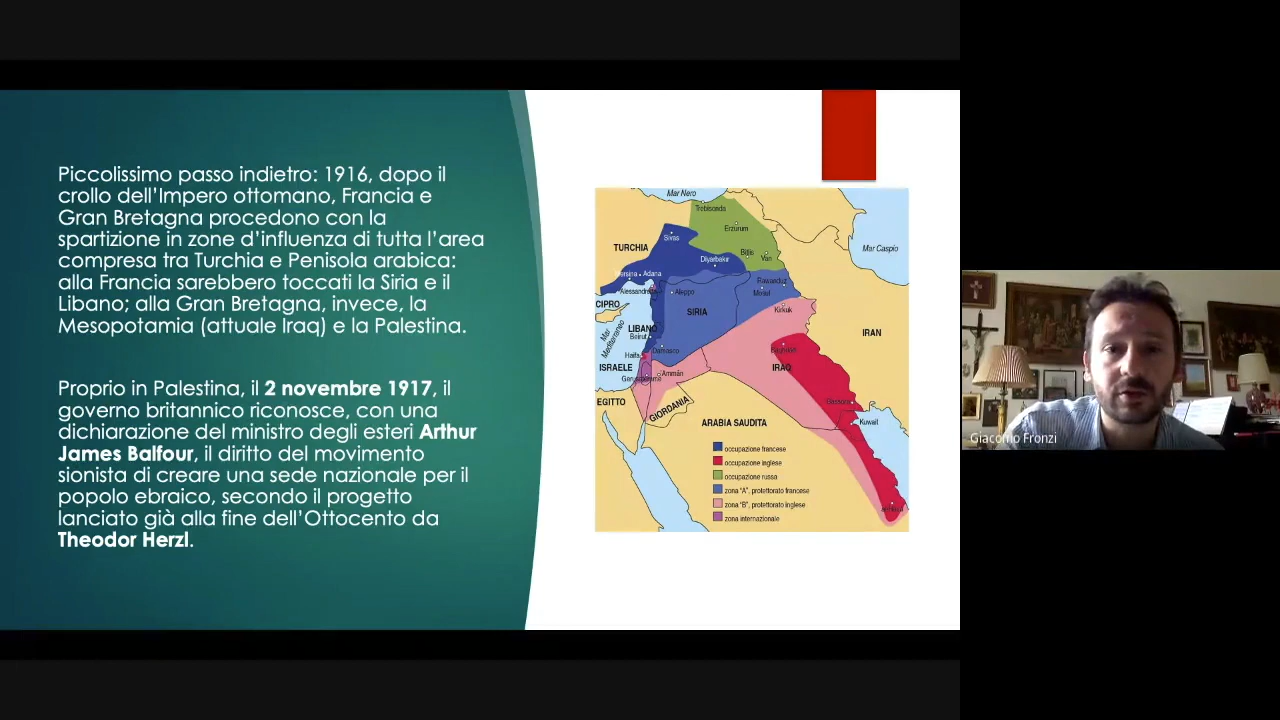 Piccolissimo passo indietro: 1916, dopo il
crollo dell'Impero ottomano, Francia e
Gran Bretagna procedono con la
spartizione in zone d'influenza di tutta l'area
compresa tra Turchia e Penisola arabica:
alla Francia sarebbero toccati la Siria e il
Libano; alla Gran Bretagna, invece, la
Mesopotamia (attuale Iraq) e la Palestina.
Proprio in Palestina, il 2 novembre 1917, il
governo britannico riconosce, con una
dichiarazione del ministro degli esteri Arthur
James Balfour, il diritto del movimento
sionista di creare una sede nazionale per il
popolo ebraico, secondo il progetto
lanciato già alla fine dell'Ottocento da
Theodor Herzl.
Mar Nero
Trebisonda
Erzurum
Sivas
TURCHIA
Bitlis
Van
Mar Caspio
Diyarbakır
Adana
Rawanduz
Alessandretta
Aleppo
Mosul
CIPRO
SIRIA
Kirkuk
Mar
Mediterraneo
LIBANO
Beirut
IRAN
Damasco
Haifa
ISRAELE
IRAQ
Ammān
EGITTO
GIORDANIA
Kuwait
ARABIA SAUDITA
occupazione francese
occupazione inglese
occupazione russa
zona "A", protettorato francese
zona "B", protettorato inglese
zona internazionale
Giacomo Fronzi